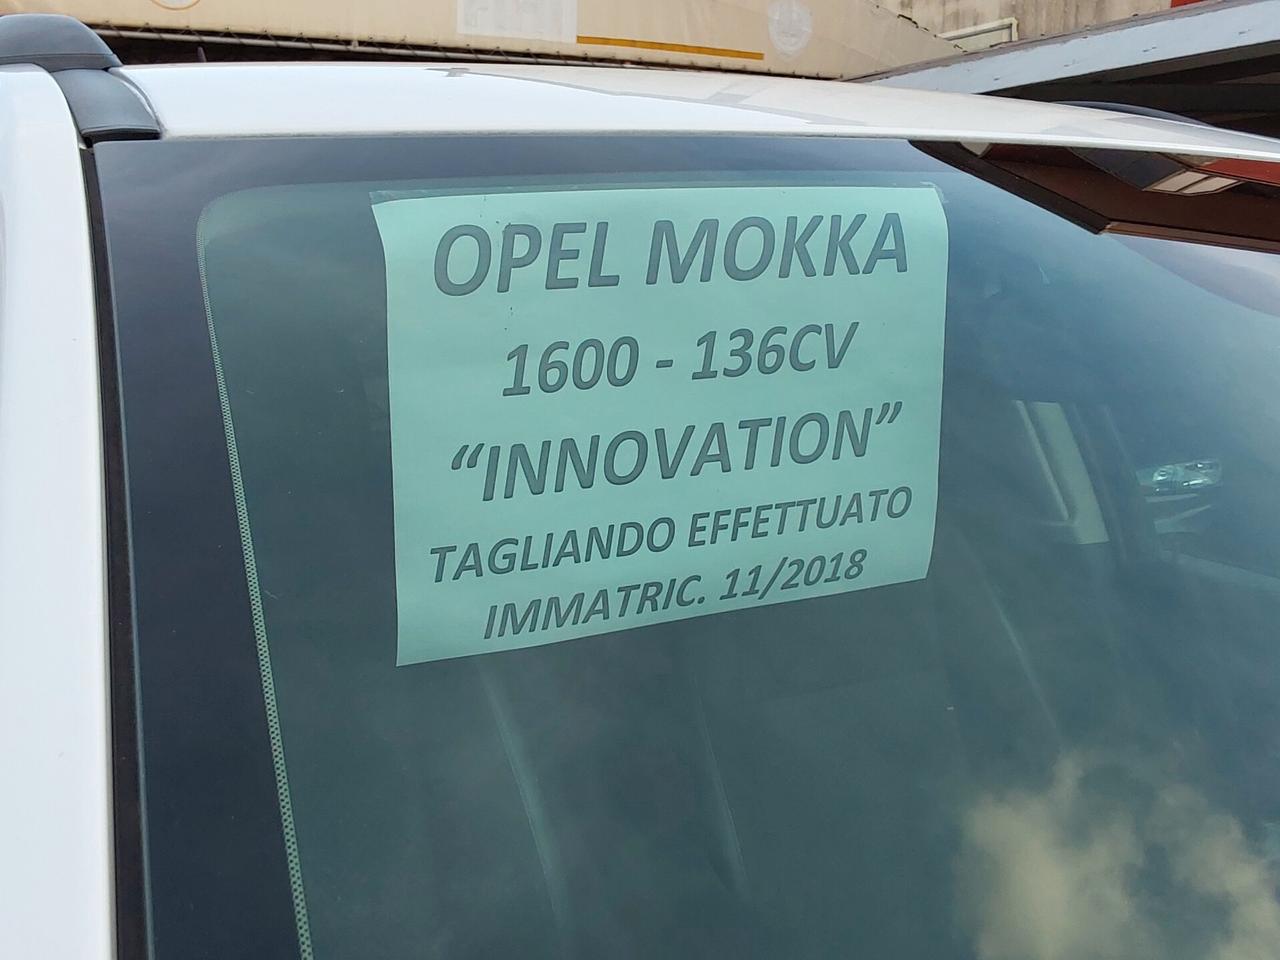 OPEL MOKKA
1600 - 136CV
“INNOVATION”
TAGLIANDO EFFETTUATO
IMMATRIC. 11/2018